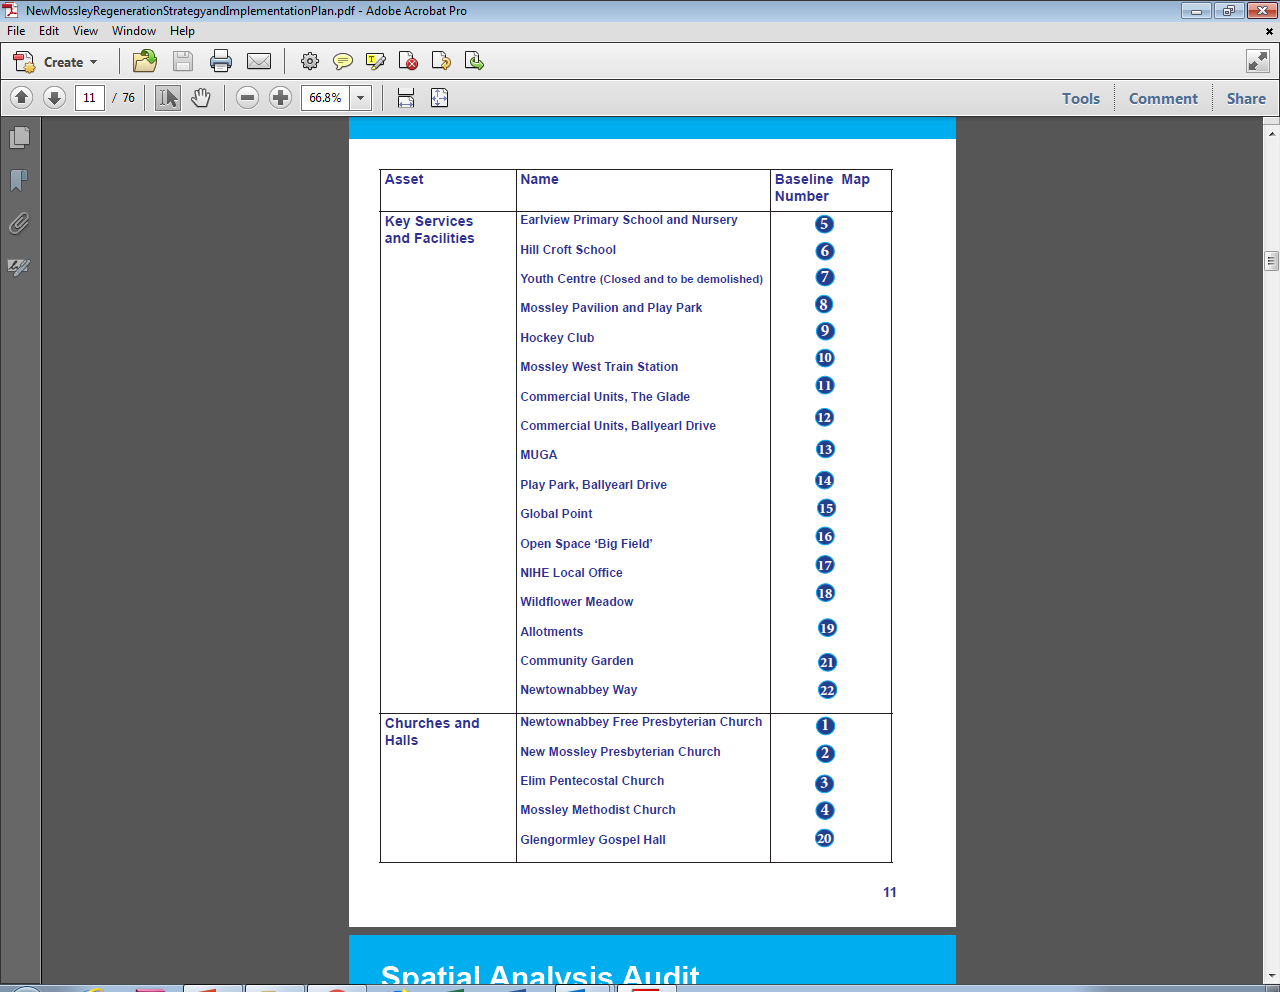 NewMossleyRegenerationStrategyandImplementationPlan.pdf - Adobe Acrobat Pro
File Edit View Window Help
Create
11 / 76 66.8% Tools Comment Share
Asset Name Baseline Map Number
Key Services and Facilities
Earlview Primary School and Nursery 5
Hill Croft School 6
Youth Centre (Closed and to be demolished) 7
Mossley Pavilion and Play Park 8
Hockey Club 9
Mossley West Train Station 10
Commercial Units, The Glade 11
Commercial Units, Ballyearl Drive 12
MUGA 13
Play Park, Ballyearl Drive 14
Global Point 15
Open Space ‘Big Field’ 16
NIHE Local Office 17
Wildflower Meadow 18
Allotments 19
Community Garden 21
Newtownabbey Way 22
Churches and Halls
Newtownabbey Free Presbyterian Church 1
New Mossley Presbyterian Church 2
Elim Pentecostal Church 3
Mossley Methodist Church 4
Glengormley Gospel Hall 20
11
Spatial Analysis Audit